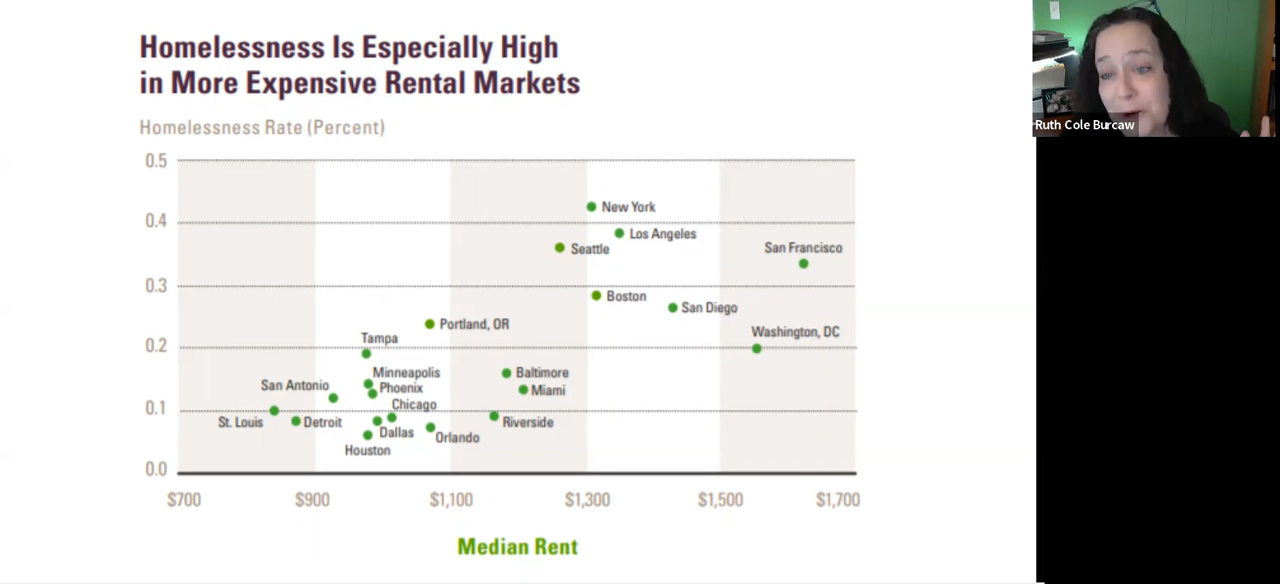 Homelessness Is Especially High
in More Expensive Rental Markets
Homelessness Rate (Percent)
0.5
0.4
0.3
0.2
0.1
0.0
New York
Los Angeles
Seattle
San Francisco
Boston
San Diego
Portland, OR
Washington, DC
Tampa
Minneapolis
Baltimore
San Antonio
Phoenix
Miami
Chicago
St. Louis
Detroit
Dallas
Riverside
Orlando
Houston
$700
$900
$1,100
$1,300
$1,500
$1,700
Median Rent
Ruth Cole Burcaw